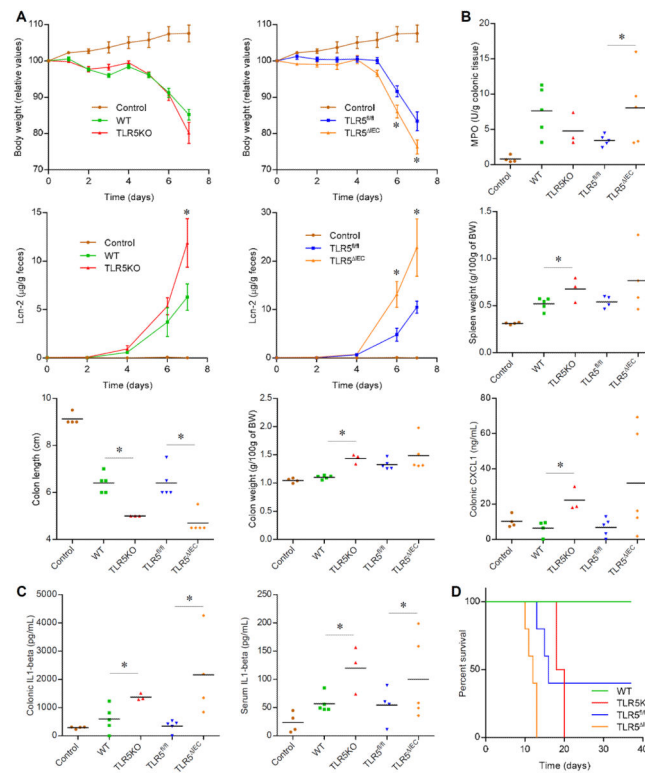 A
Body weight (relative values)
110
100
90
80
70
Control
WT
TLR5KO
0 2 4 6 8
Time (days)
Body weight (relative values)
110
100
90
80
70
Control
TLR5fl/fl
TLR5ΔIEC
*
*
0 2 4 6 8
Time (days)
B
MPO (U/g colonic tissue)
20
15
10
5
0
*
Control WT TLR5KO TLR5fl/fl TLR5ΔIEC
Lcn-2 (µg/g feces)
15
10
5
0
Control
WT
TLR5KO
*
0 2 4 6 8
Time (days)
Lcn-2 (µg/g feces)
30
20
10
0
Control
TLR5fl/fl
TLR5ΔIEC
*
*
0 2 4 6 8
Time (days)
Spleen weight (g/100g of BW)
1.5
1.0
0.5
0.0
*
Control WT TLR5KO TLR5fl/fl TLR5ΔIEC
Colon length (cm)
10
8
6
4
*
*
Control WT TLR5KO TLR5fl/fl TLR5ΔIEC
Colon weight (g/100g of BW)
2.5
2.0
1.5
1.0
0.5
0.0
*
Control WT TLR5KO TLR5fl/fl TLR5ΔIEC
Colonic CXCL1 (ng/mL)
80
60
40
20
0
*
Control WT TLR5KO TLR5fl/fl TLR5ΔIEC
C
Colonic IL1-beta (pg/mL)
5000
4000
3000
2000
1000
0
*
*
Control WT TLR5KO TLR5fl/fl TLR5ΔIEC
Serum IL1-beta (pg/mL)
250
200
150
100
50
0
*
*
Control WT TLR5KO TLR5fl/fl TLR5ΔIEC
D
Percent survival
100
50
0
WT
TLR5K
TLR5fl/
TLR5ΔI
0 20 40
Time (days)